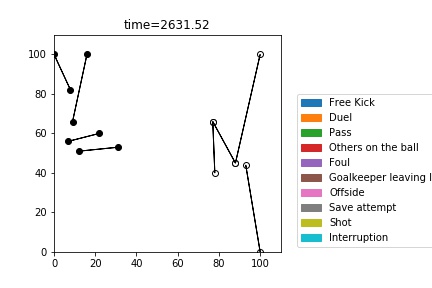 time=2631.52
100
80
60
40
20
0
0 20 40 60 80 100
Free Kick
Duel
Pass
Others on the ball
Foul
Goalkeeper leaving
Offside
Save attempt
Shot
Interruption